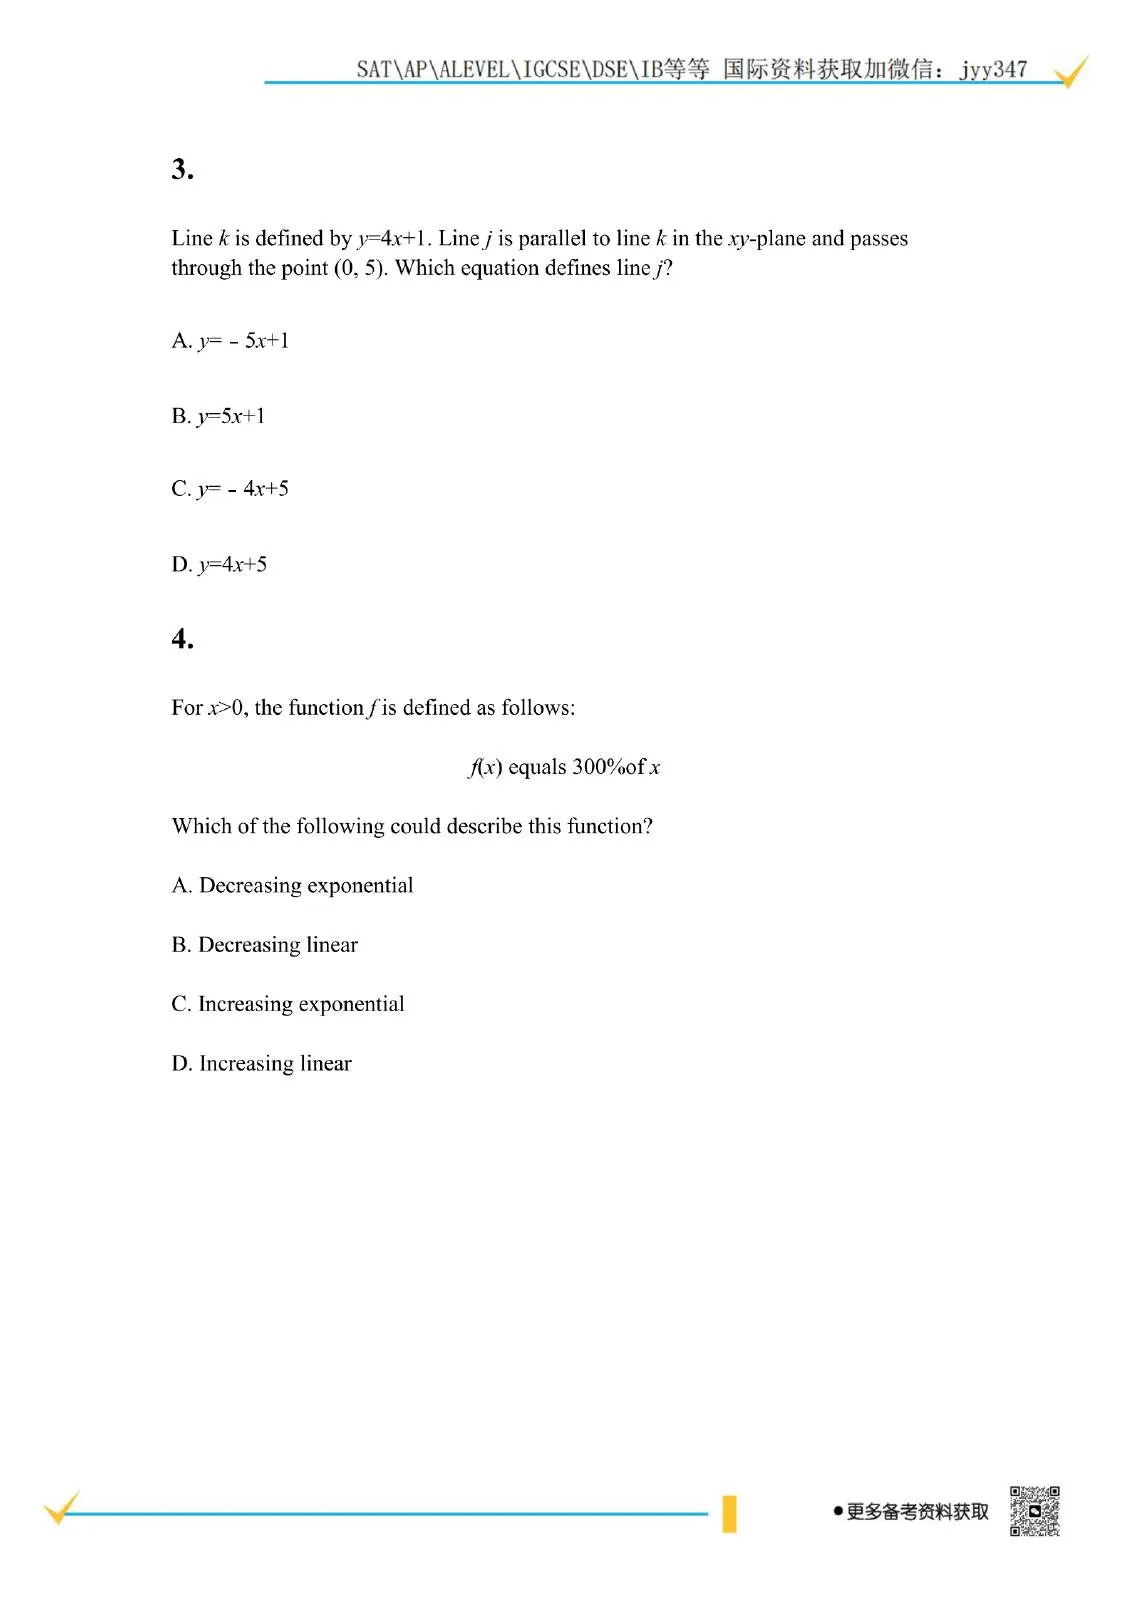 SAT\AP\ALEVEL\IGCSE\DSE\IB等等 国际资料获取加微信：jyy347
3.
Line k is defined by y=4x+1. Line j is parallel to line k in the xy-plane and passes
through the point (0, 5). Which equation defines line j?
A. y= - 5x+1
B. y=5x+1
C. y= - 4x+5
D. y=4x+5
4.
For x>0, the function f is defined as follows:
f(x) equals 300%of x
Which of the following could describe this function?
A. Decreasing exponential
B. Decreasing linear
C. Increasing exponential
D. Increasing linear
●更多备考资料获取